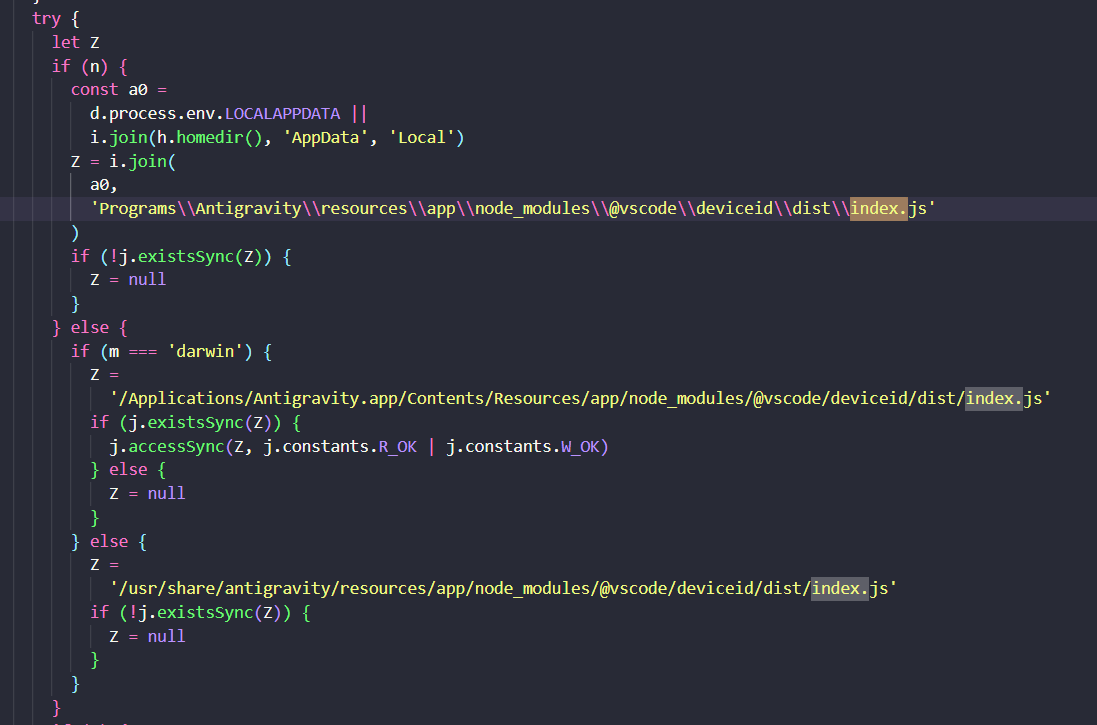 try {
let Z
if (n) {
const a0 =
d.process.env.LOCALAPPDATA ||
i.join(h.homedir(), 'AppData', 'Local')
Z = i.join(
a0,
'Programs\\Antigravity\\resources\\app\\node_modules\\@vscode\\deviceid\\dist\\index.js'
)
if (!j.existsSync(Z)) {
Z = null
}
} else {
if (m === 'darwin') {
Z =
'/Applications/Antigravity.app/Contents/Resources/app/node_modules/@vscode/deviceid/dist/index.js'
if (j.existsSync(Z)) {
j.accessSync(Z, j.constants.R_OK | j.constants.W_OK)
} else {
Z = null
}
} else {
Z =
'/usr/share/antigravity/resources/app/node_modules/@vscode/deviceid/dist/index.js'
if (!j.existsSync(Z)) {
Z = null
}
}
}